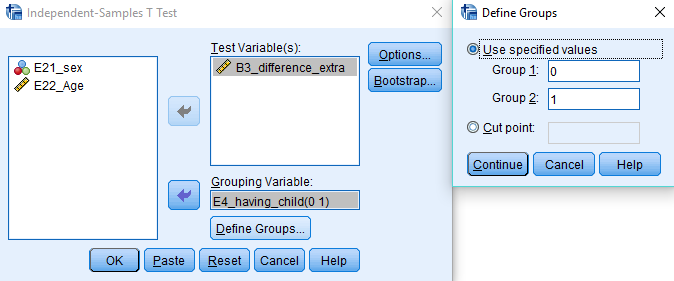 Independent-Samples T Test
E21_sex
E22_Age
Test Variable(s):
B3_difference_extra
Options...
Bootstrap...
Grouping Variable:
E4_having_child(0 1)
Define Groups...
OK Paste Reset Cancel Help
Define Groups
Use specified values
Group 1: 0
Group 2: 1
Cut point:
Continue Cancel Help